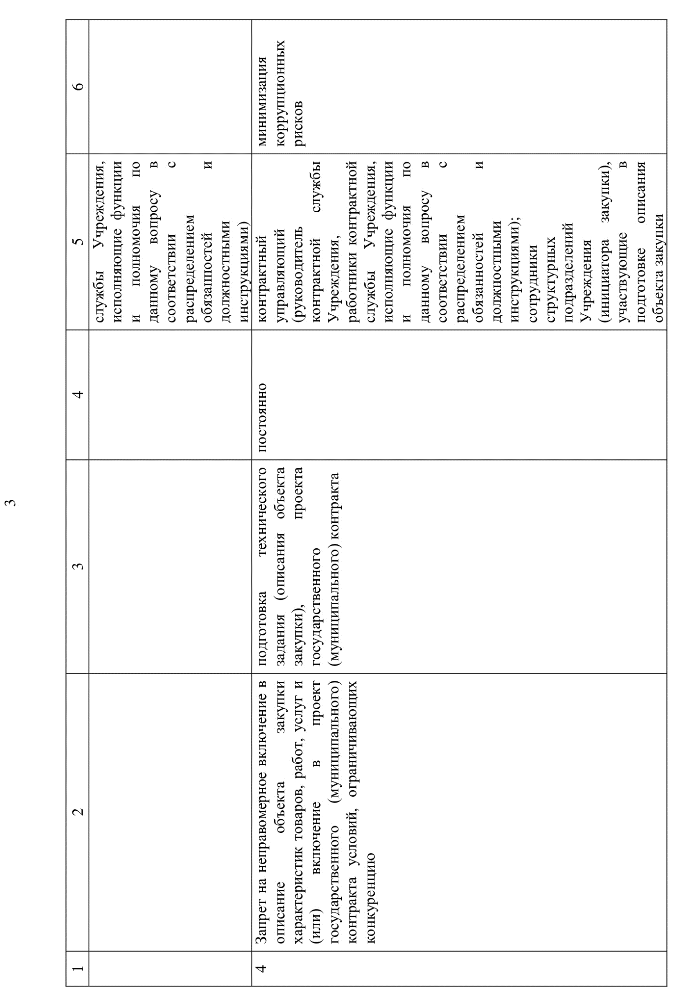 3
1
2
3
4
5
6
службы Учреждения,
исполняющие функции
и полномочия по
данному вопросу в
соответствии с
распределением
обязанностей и
должностными
инструкциями)
4
Запрет на неправомерное включение в
описание объекта закупки
характеристик товаров, работ, услуг и
(или) включение в проект
государственного (муниципального)
контракта условий, ограничивающих
конкуренцию
подготовка технического
задания (описания объекта
закупки), проекта
государственного
(муниципального) контракта
постоянно
контрактный
управляющий
(руководитель
контрактной службы
Учреждения,
работники контрактной
службы Учреждения,
исполняющие функции
и полномочия по
данному вопросу в
соответствии с
распределением
обязанностей и
должностными
инструкциями);
сотрудники
структурных
подразделений
Учреждения
(инициатора закупки),
участвующие в
подготовке описания
объекта закупки
минимизация
коррупционных
рисков